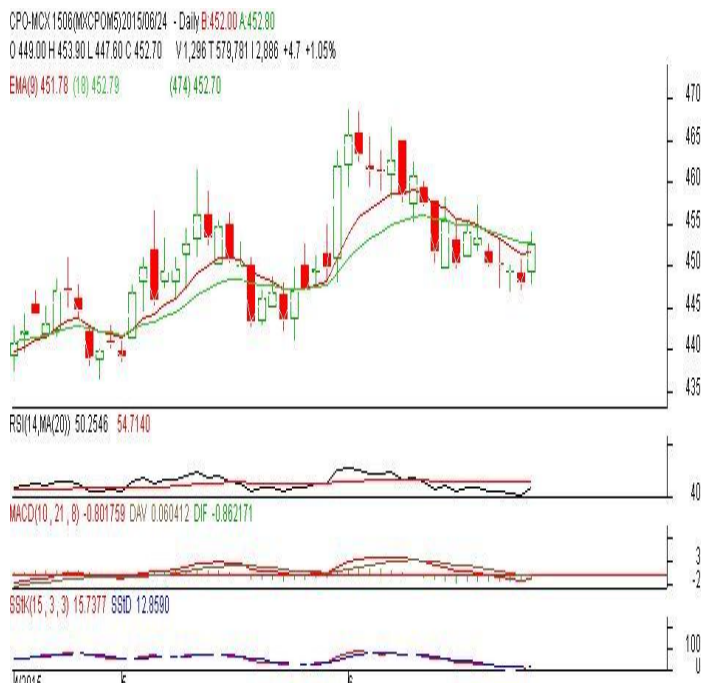 CPO-MCX 1506(MXCPOM5)2015/06/24 - Daily B:452.00 A:452.80
O 449.00 H 453.90 L 447.60 C 452.70 V 1,296 T 579,781 I 2,886 +4.7 +1.05%
EMA(9) 451.78 (18) 452.79 (474) 452.70
470
465
460
455
450
445
440
435
RSI(14,MA(20)) 50.2546 54.7140
40
MACD(10 , 21 , 8) -0.801759 DAV 0.060412 DIF -0.862171
3
-2
SStK(15 , 3 , 3) 15.7377 SStD 12.8590
100
0
5
6